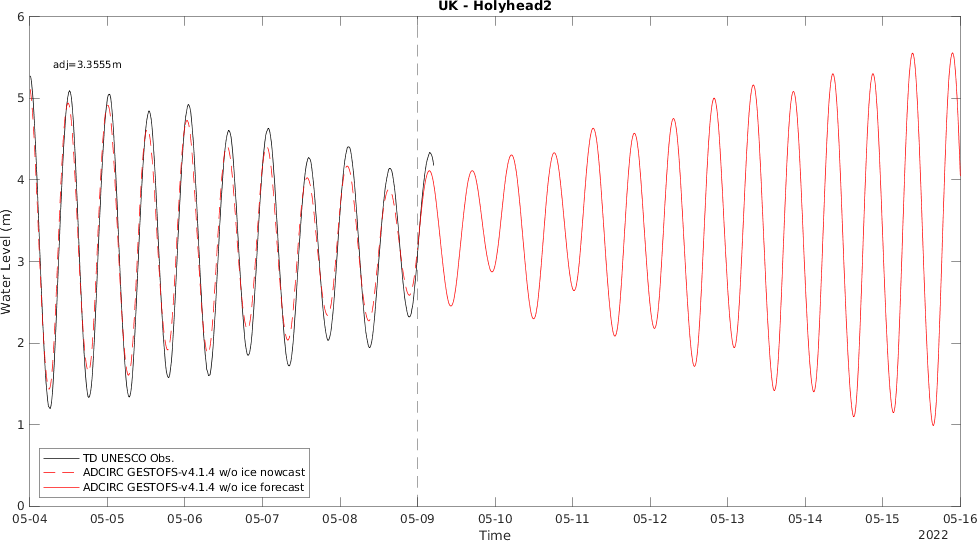 UK - Holyhead2
adj=3.3555m
Water Level (m)
6
5
4
3
2
1
0
TD UNESCO Obs.
ADCIRC GESTOFS-v4.1.4 w/o ice nowcast
ADCIRC GESTOFS-v4.1.4 w/o ice forecast
05-04 05-05 05-06 05-07 05-08 05-09 05-10 05-11 05-12 05-13 05-14 05-15 05-16
Time
2022